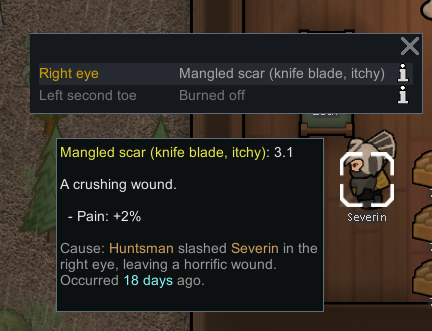 Right eye Mangled scar (knife blade, itchy)
Left second toe Burned off
Mangled scar (knife blade, itchy): 3.1
A crushing wound.
- Pain: +2%
Cause: Huntsman slashed Severin in the
right eye, leaving a horrific wound.
Occurred 18 days ago.
Severin